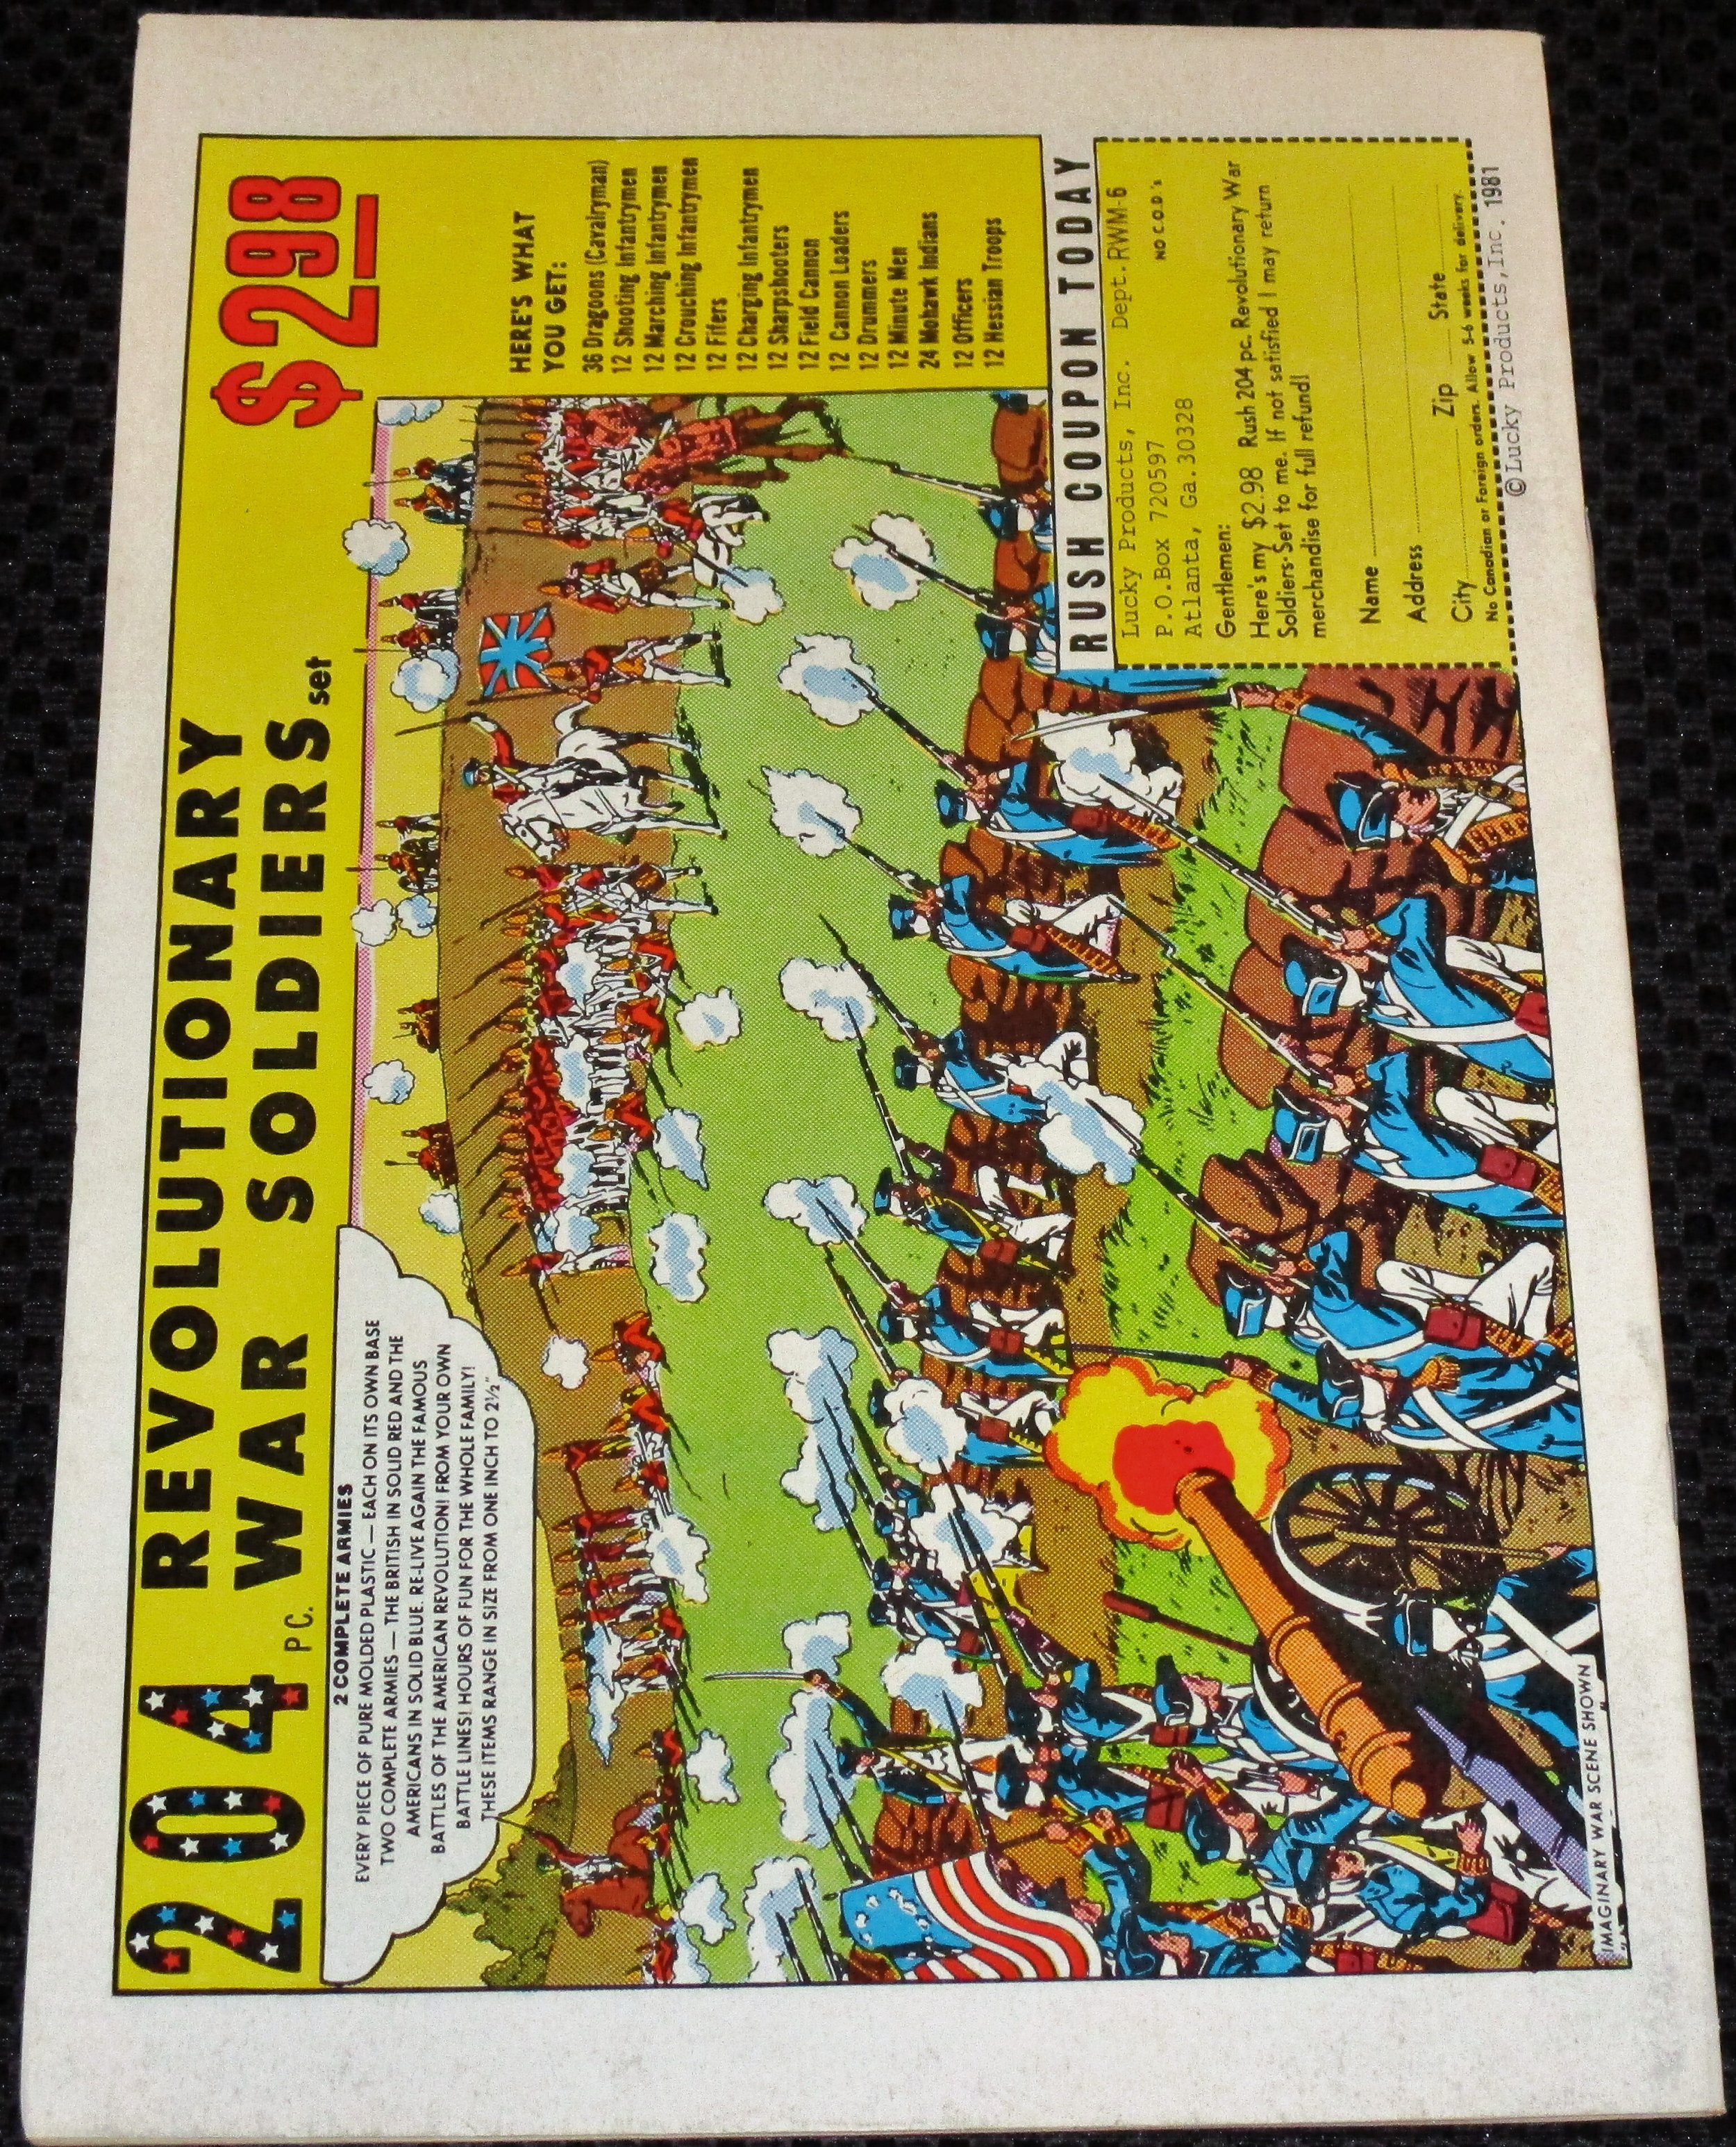 204 PC. REVOLUTIONARY
WAR SOLDIERS set
$2 98
2 COMPLETE ARMIES
EVERY PIECE OF PURE MOLDED PLASTIC — EACH ON ITS OWN BASE
TWO COMPLETE ARMIES — THE BRITISH IN SOLID RED AND THE
AMERICANS IN SOLID BLUE. RE-LIVE AGAIN THE FAMOUS
BATTLES OF THE AMERICAN REVOLUTION! FROM YOUR OWN
BATTLE LINES! HOURS OF FUN FOR THE WHOLE FAMILY!
THESE ITEMS RANGE IN SIZE FROM ONE INCH TO 2½"
HERE'S WHAT
YOU GET:
36 Dragoons (Cavalryman)
12 Shooting Infantrymen
12 Marching Infantrymen
12 Crouching Infantrymen
12 Fifers
12 Charging Infantrymen
12 Sharpshooters
12 Field Cannon
12 Cannon Loaders
12 Drummers
12 Minute Men
24 Mohawk Indians
12 Officers
12 Hessian Troops
RUSH COUPON TODAY
Lucky Products, Inc. Dept. RWM-6
P.O.Box 720597 NO C.O.D.'s
Atlanta, Ga. 30328
Gentlemen:
Here's my $2.98 Rush 204 pc. Revolutionary War
Soldiers Set to me. If not satisfied I may return
merchandise for full refund!
Name
Address
City Zip State
No Canadian or Foreign orders. Allow 5-6 weeks for delivery.
IMAGINARY WAR SCENE SHOWN
© Lucky Products, Inc. 1981